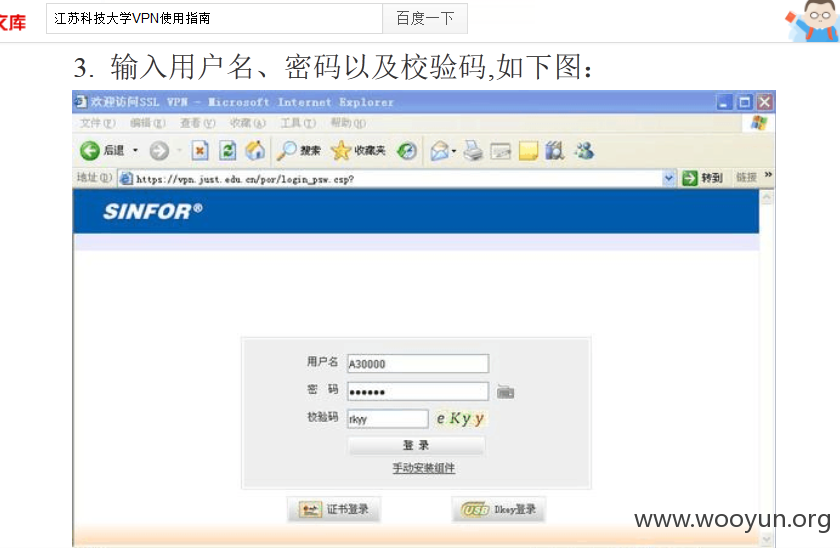 文库 江苏科技大学VPN使用指南 百度一下
3. 输入用户名、密码以及校验码,如下图:
欢迎访问SSL VPN - Microsoft Internet Explorer
文件(F) 编辑(E) 查看(V) 收藏(A) 工具(T) 帮助(H)
后退 搜索 收藏夹
地址(D) https://vpn.just.edu.cn/por/login_psw.csp? 转到 链接 »
SINFOR®
用户名 A30000
密 码 ••••••
校验码 rkyy eKyy
登 录
手动安装组件
证书登录 USB Dkey登录
www.wooyun.org